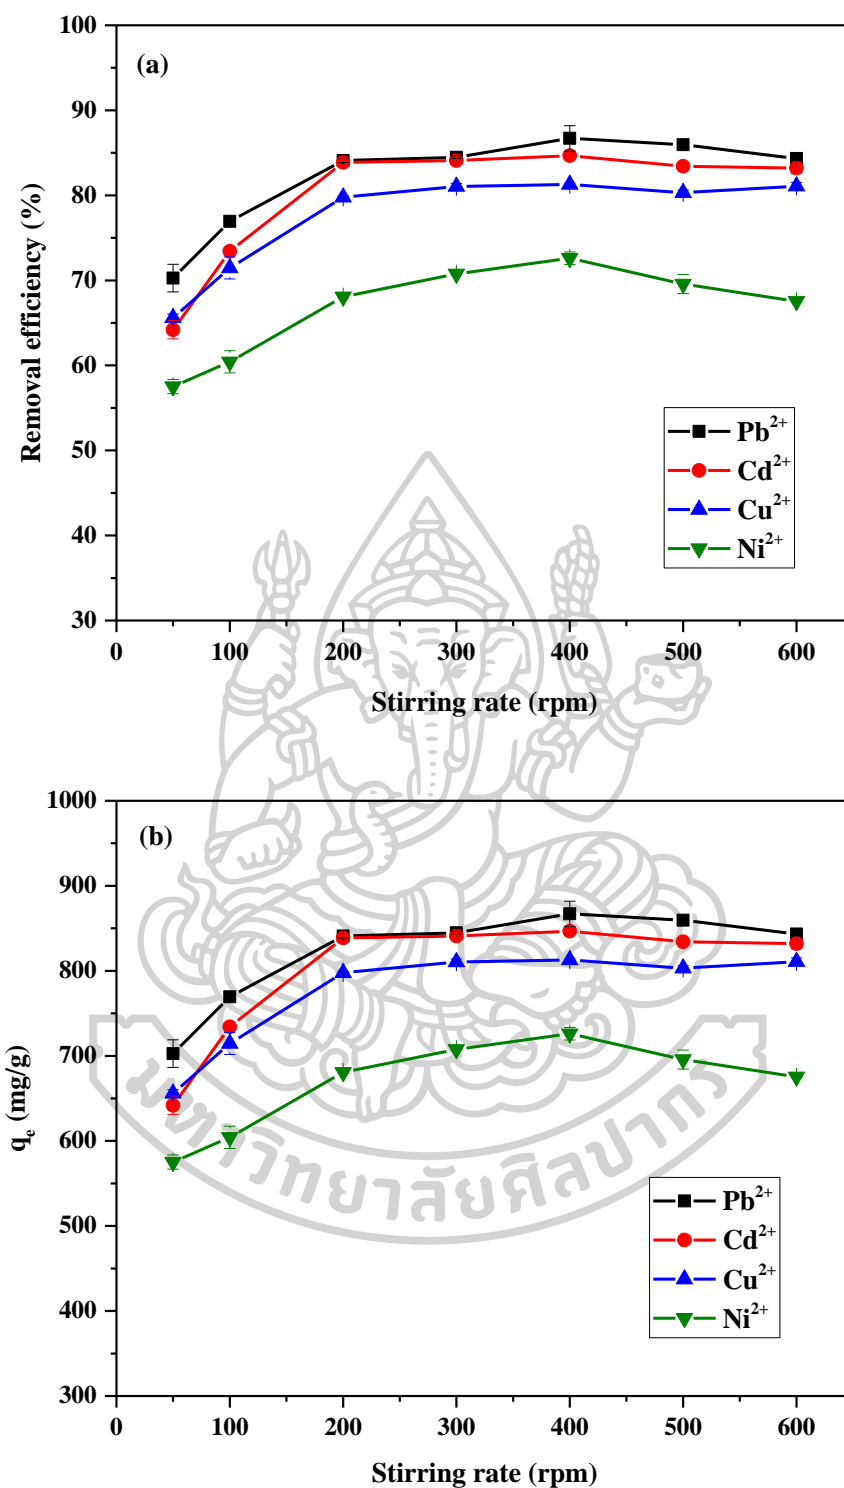 (a)
100
90
80
70
60
50
40
30
Removal efficiency (%)
Pb²⁺
Cd²⁺
Cu²⁺
Ni²⁺
0 100 200 300 400 500 600
Stirring rate (rpm)
(b)
1000
900
800
700
600
500
400
300
qₑ (mg/g)
มหาวิทยาลัยศิลปากร
Pb²⁺
Cd²⁺
Cu²⁺
Ni²⁺
0 100 200 300 400 500 600
Stirring rate (rpm)